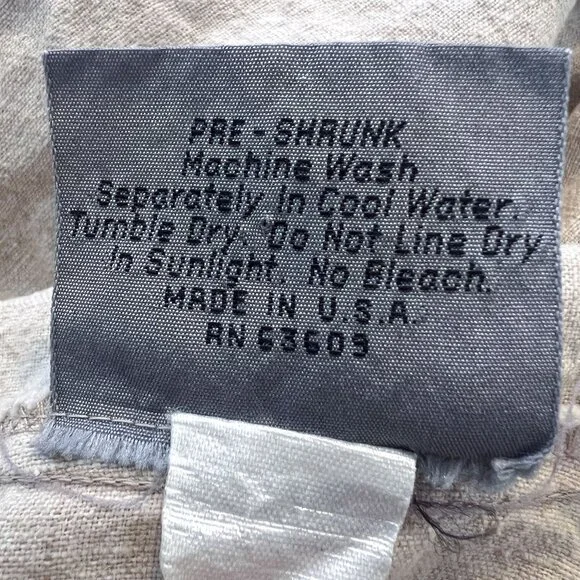 PRE-SHRUNK
Machine Wash
Separately In Cool Water.
Tumble Dry. Do Not Line Dry
In Sunlight. No Bleach.
MADE IN U.S.A.
RN 63609